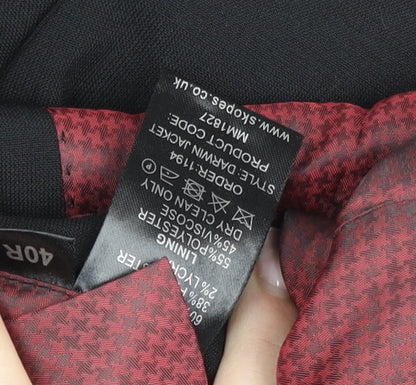 38%
2%
LINING
55%POLYESTER
45%VISCOSE
DRY CLEAN ONLY
P
ORDER:1194
STYLE: DARWIN JACKET
PRODUCT CODE:
MM1827
www.skopes.co.uk
40R